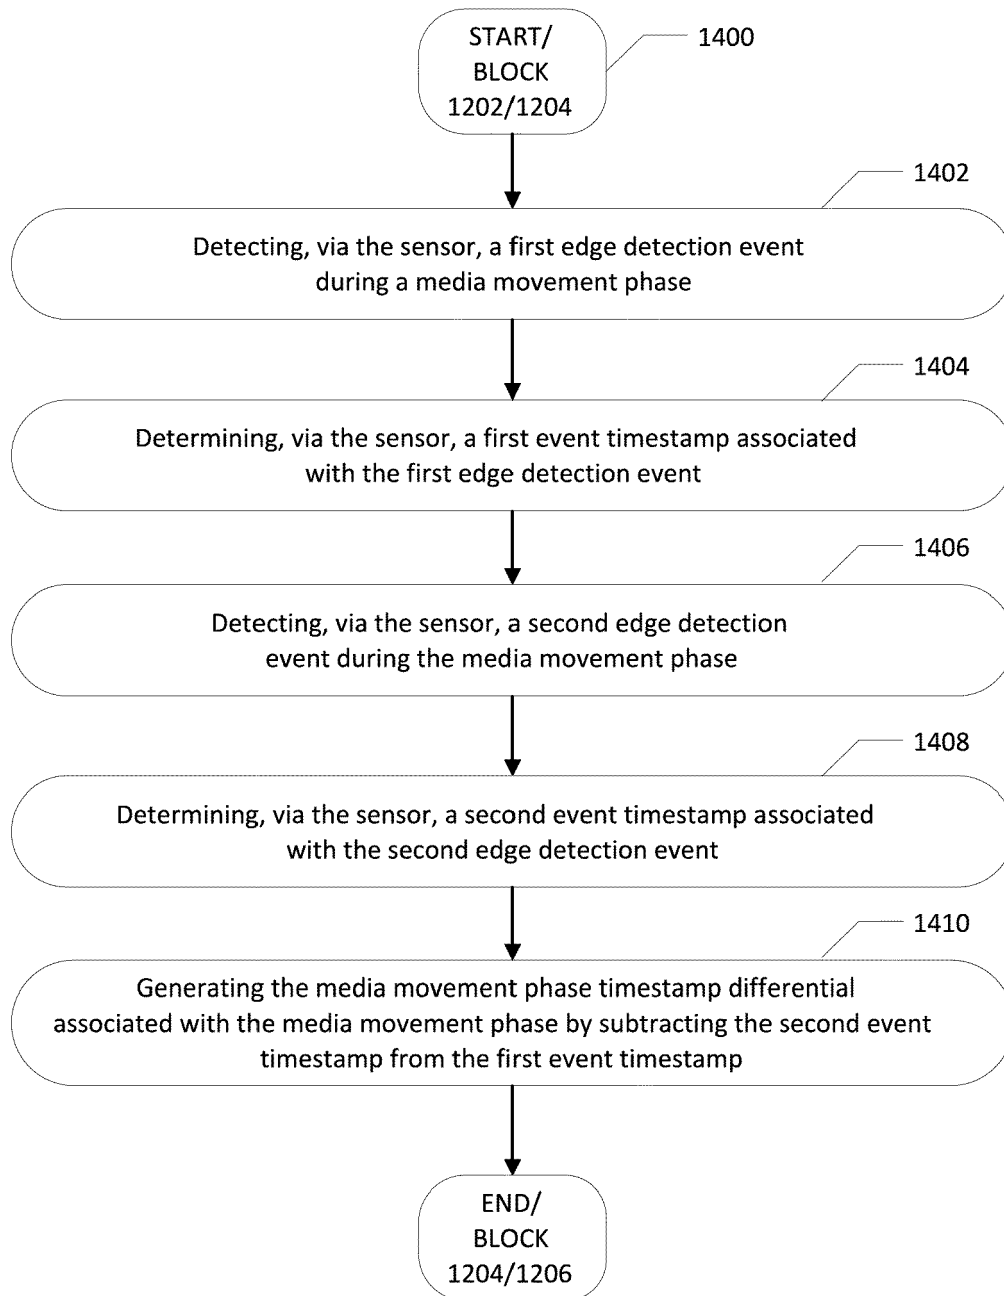 START/
BLOCK
1202/1204
1400
1402
Detecting, via the sensor, a first edge detection event
during a media movement phase
1404
Determining, via the sensor, a first event timestamp associated
with the first edge detection event
1406
Detecting, via the sensor, a second edge detection
event during the media movement phase
1408
Determining, via the sensor, a second event timestamp associated
with the second edge detection event
1410
Generating the media movement phase timestamp differential
associated with the media movement phase by subtracting the second event
timestamp from the first event timestamp
END/
BLOCK
1204/1206